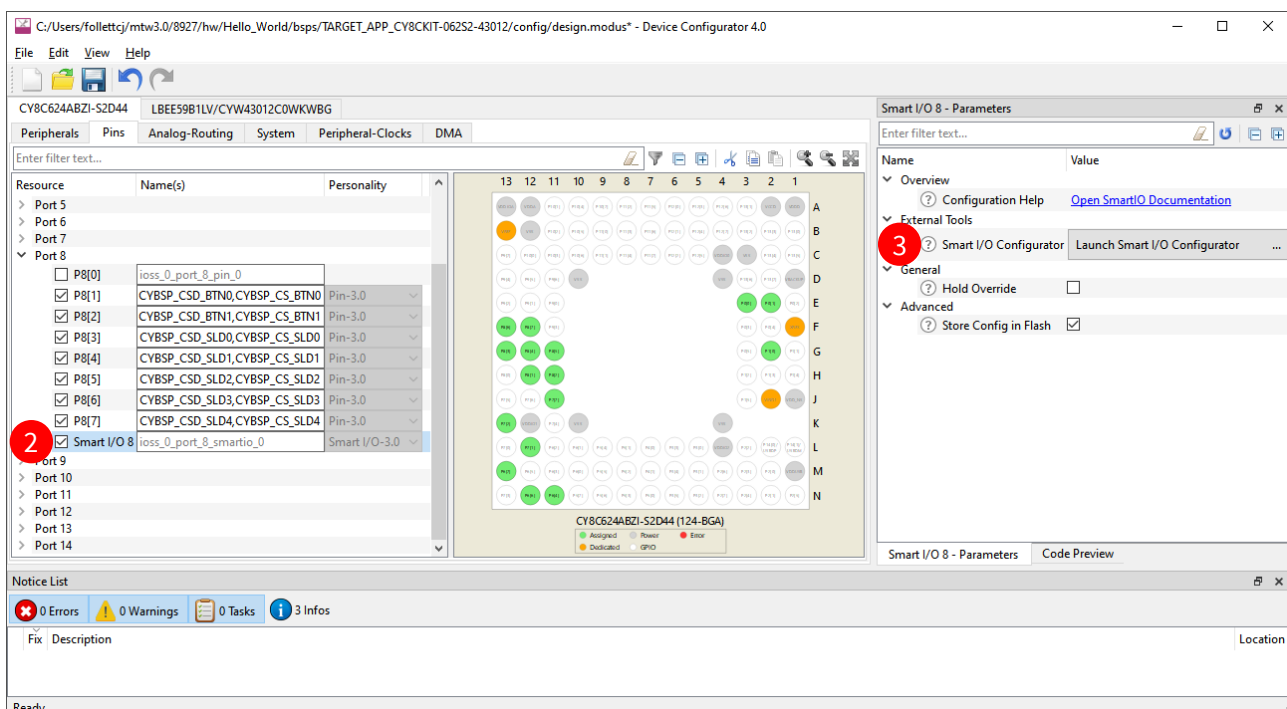 C:/Users/follettcj/mtw3.0/8927/hw/Hello_World/bsps/TARGET_APP_CY8CKIT-062S2-43012/config/design.modus* - Device Configurator 4.0
File Edit View Help
CY8C624ABZI-S2D44 LBEE59B1LV/CYW43012C0WKWBG
Peripherals Pins Analog-Routing System Peripheral-Clocks DMA
Enter filter text...
Resource Name(s) Personality
Port 5
Port 6
Port 7
Port 8
P8[0] ioss_0_port_8_pin_0
P8[1] CYBSP_CSD_BTN0,CYBSP_CS_BTN0 Pin-3.0
P8[2] CYBSP_CSD_BTN1,CYBSP_CS_BTN1 Pin-3.0
P8[3] CYBSP_CSD_SLD0,CYBSP_CS_SLD0 Pin-3.0
P8[4] CYBSP_CSD_SLD1,CYBSP_CS_SLD1 Pin-3.0
P8[5] CYBSP_CSD_SLD2,CYBSP_CS_SLD2 Pin-3.0
P8[6] CYBSP_CSD_SLD3,CYBSP_CS_SLD3 Pin-3.0
P8[7] CYBSP_CSD_SLD4,CYBSP_CS_SLD4 Pin-3.0
2 Smart I/O 8 ioss_0_port_8_smartio_0 Smart I/O-3.0
Port 9
Port 10
Port 11
Port 12
Port 13
Port 14
13 12 11 10 9 8 7 6 5 4 3 2 1
A
B
C
D
E
F
G
H
J
K
L
M
N
CY8C624ABZI-S2D44 (124-BGA)
Assigned Power Error
Dedicated GPIO
Smart I/O 8 - Parameters
Enter filter text...
Name Value
Overview
Configuration Help Open SmartIO Documentation
External Tools
3 Smart I/O Configurator Launch Smart I/O Configurator ...
General
Hold Override
Advanced
Store Config in Flash
Smart I/O 8 - Parameters Code Preview
Notice List
0 Errors 0 Warnings 0 Tasks 3 Infos
Fix Description Location
Ready